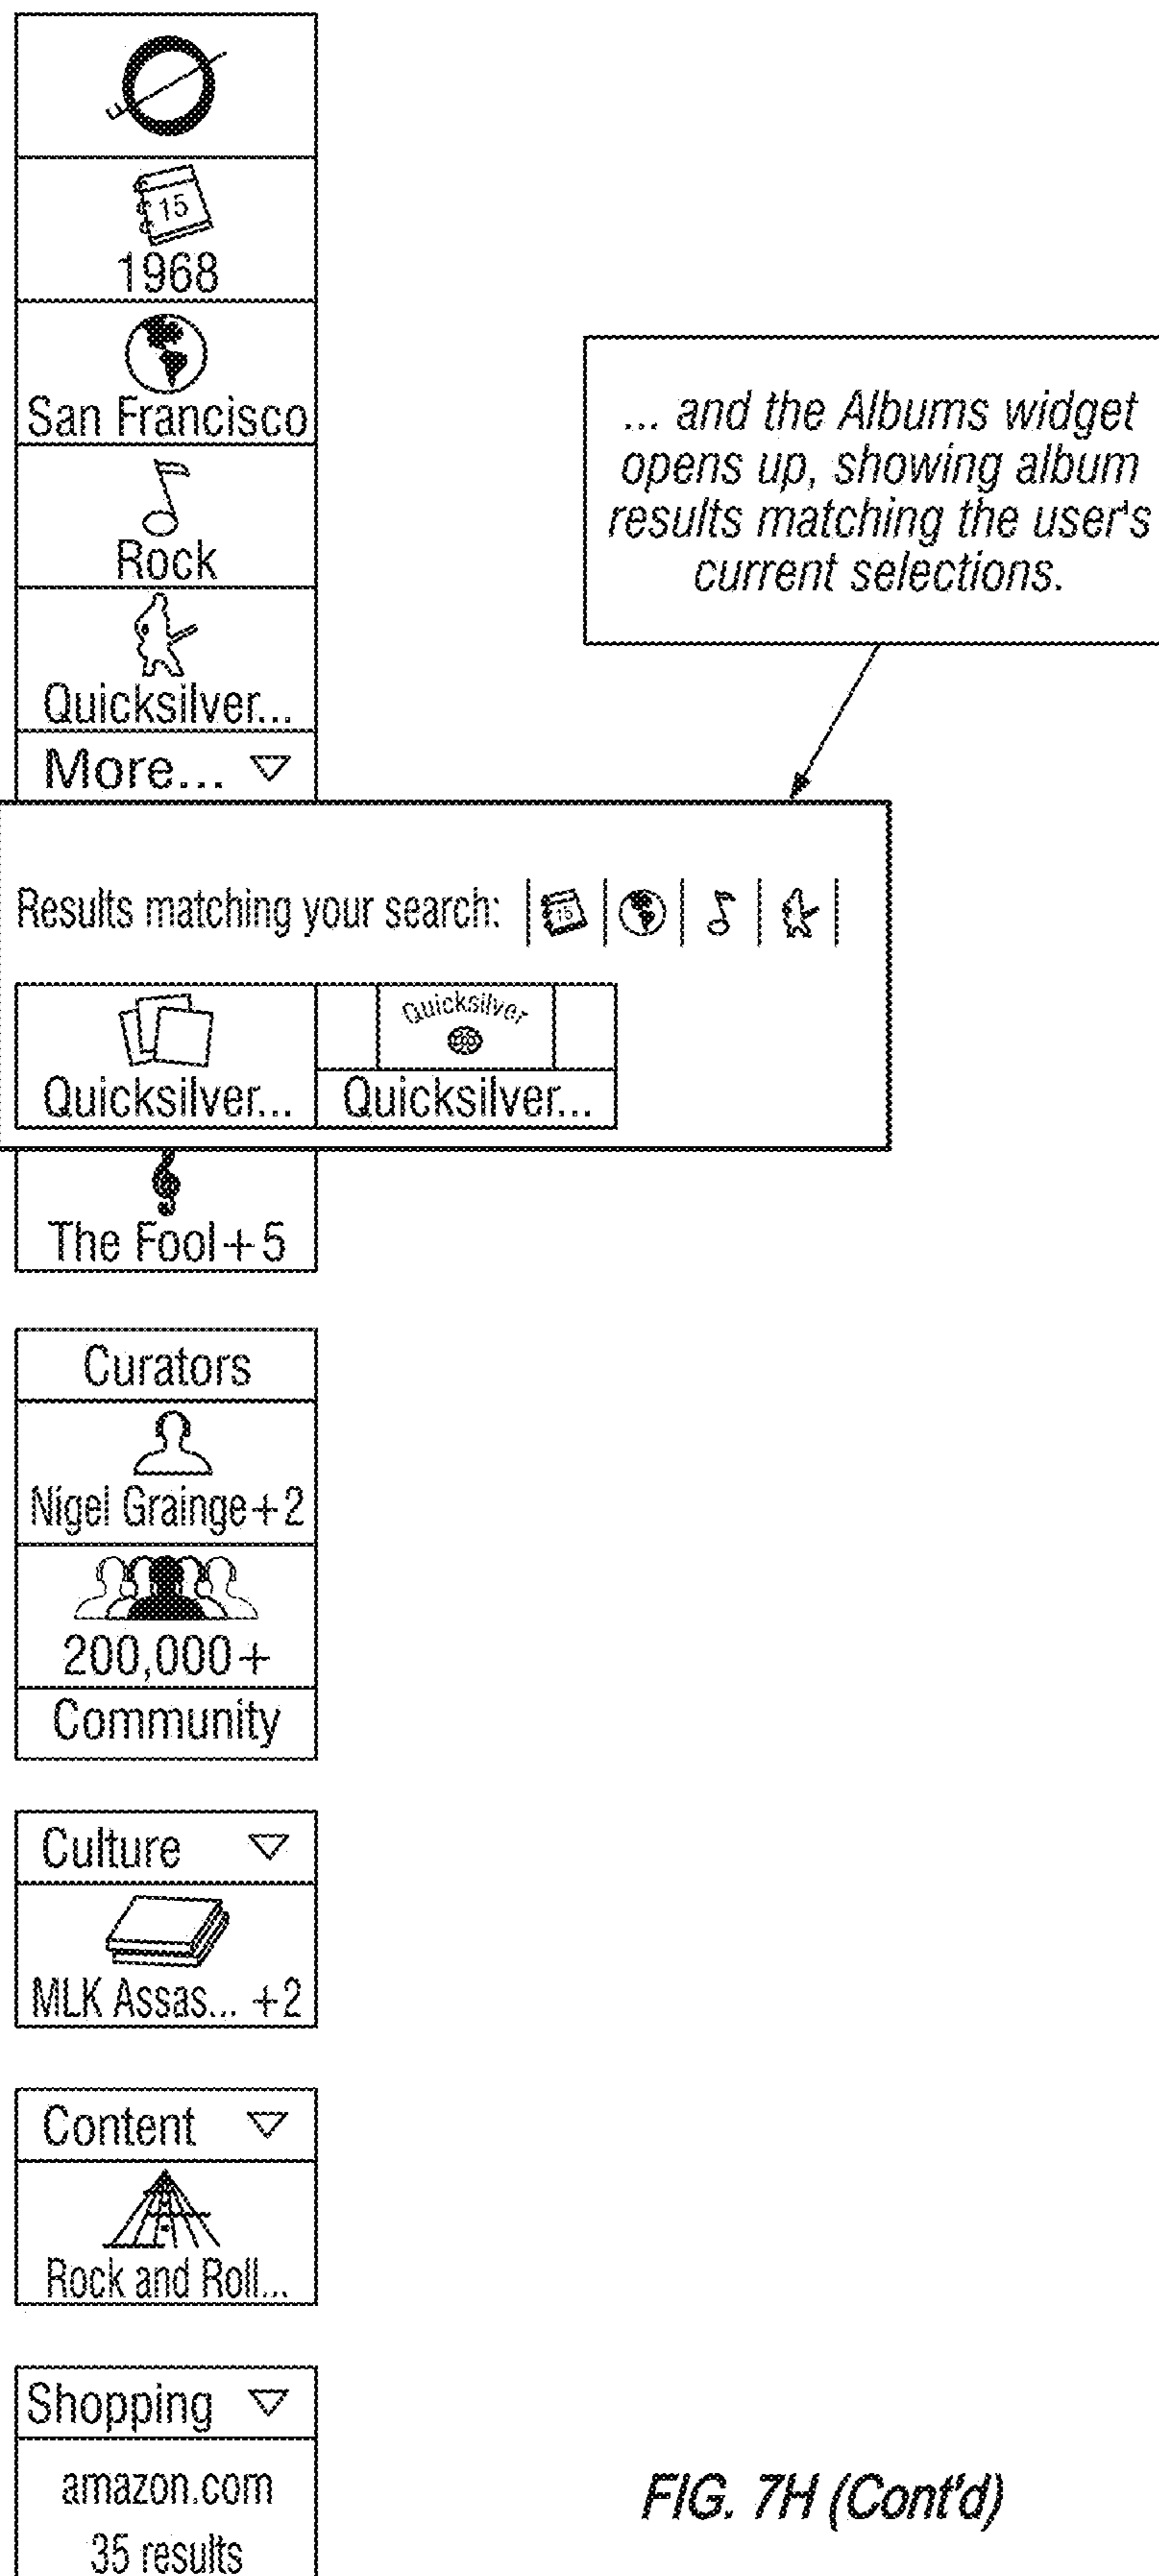 15
1968
San Francisco
Rock
Quicksilver...
More...
... and the Albums widget
opens up, showing album
results matching the user's
current selections.
Results matching your search:
15
Quicksilver
Quicksilver...
Quicksilver...
The Fool+5
Curators
Nigel Grainge+2
200,000+
Community
Culture
MLK Assas... +2
Content
Rock and Roll...
Shopping
amazon.com
35 results
FIG. 7H (Cont'd)